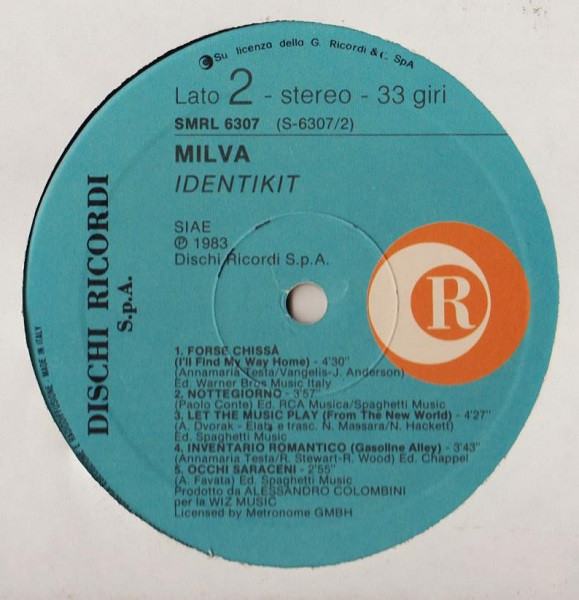 Su licenza della G. Ricordi & C. SpA
Lato 2 - stereo - 33 giri
SMRL 6307 (S-6307/2)
MILVA
IDENTIKIT
SIAE
℗ 1983
Dischi Ricordi S.p.A.
DISCHI RICORDI
S.p.A.
R
MADE IN ITALY
1. FORSE CHISSÀ
(I'll Find My Way Home) - 4'30"
(Annamaria Testa/Vangelis-J. Anderson)
Ed. Warner Bros Music Italy
2. NOTTEGIORNO - 3'57"
(Paolo Conte) Ed. RCA Musica/Spaghetti Music
3. LET THE MUSIC PLAY (From The New World) - 4'27"
(A. Dvorak - Elab. e trasc. N. Massara/N. Hackett)
Ed. Spaghetti Music
4. INVENTARIO ROMANTICO (Gasoline Alley) - 3'43"
(Annamaria Testa/R. Stewart-R. Wood) Ed. Chappel
5. OCCHI SARACENI - 2'55"
(A. Favata) Ed. Spaghetti Music
Prodotto da ALESSANDRO COLOMBINI
per la WIZ MUSIC
Licensed by Metronome GMBH